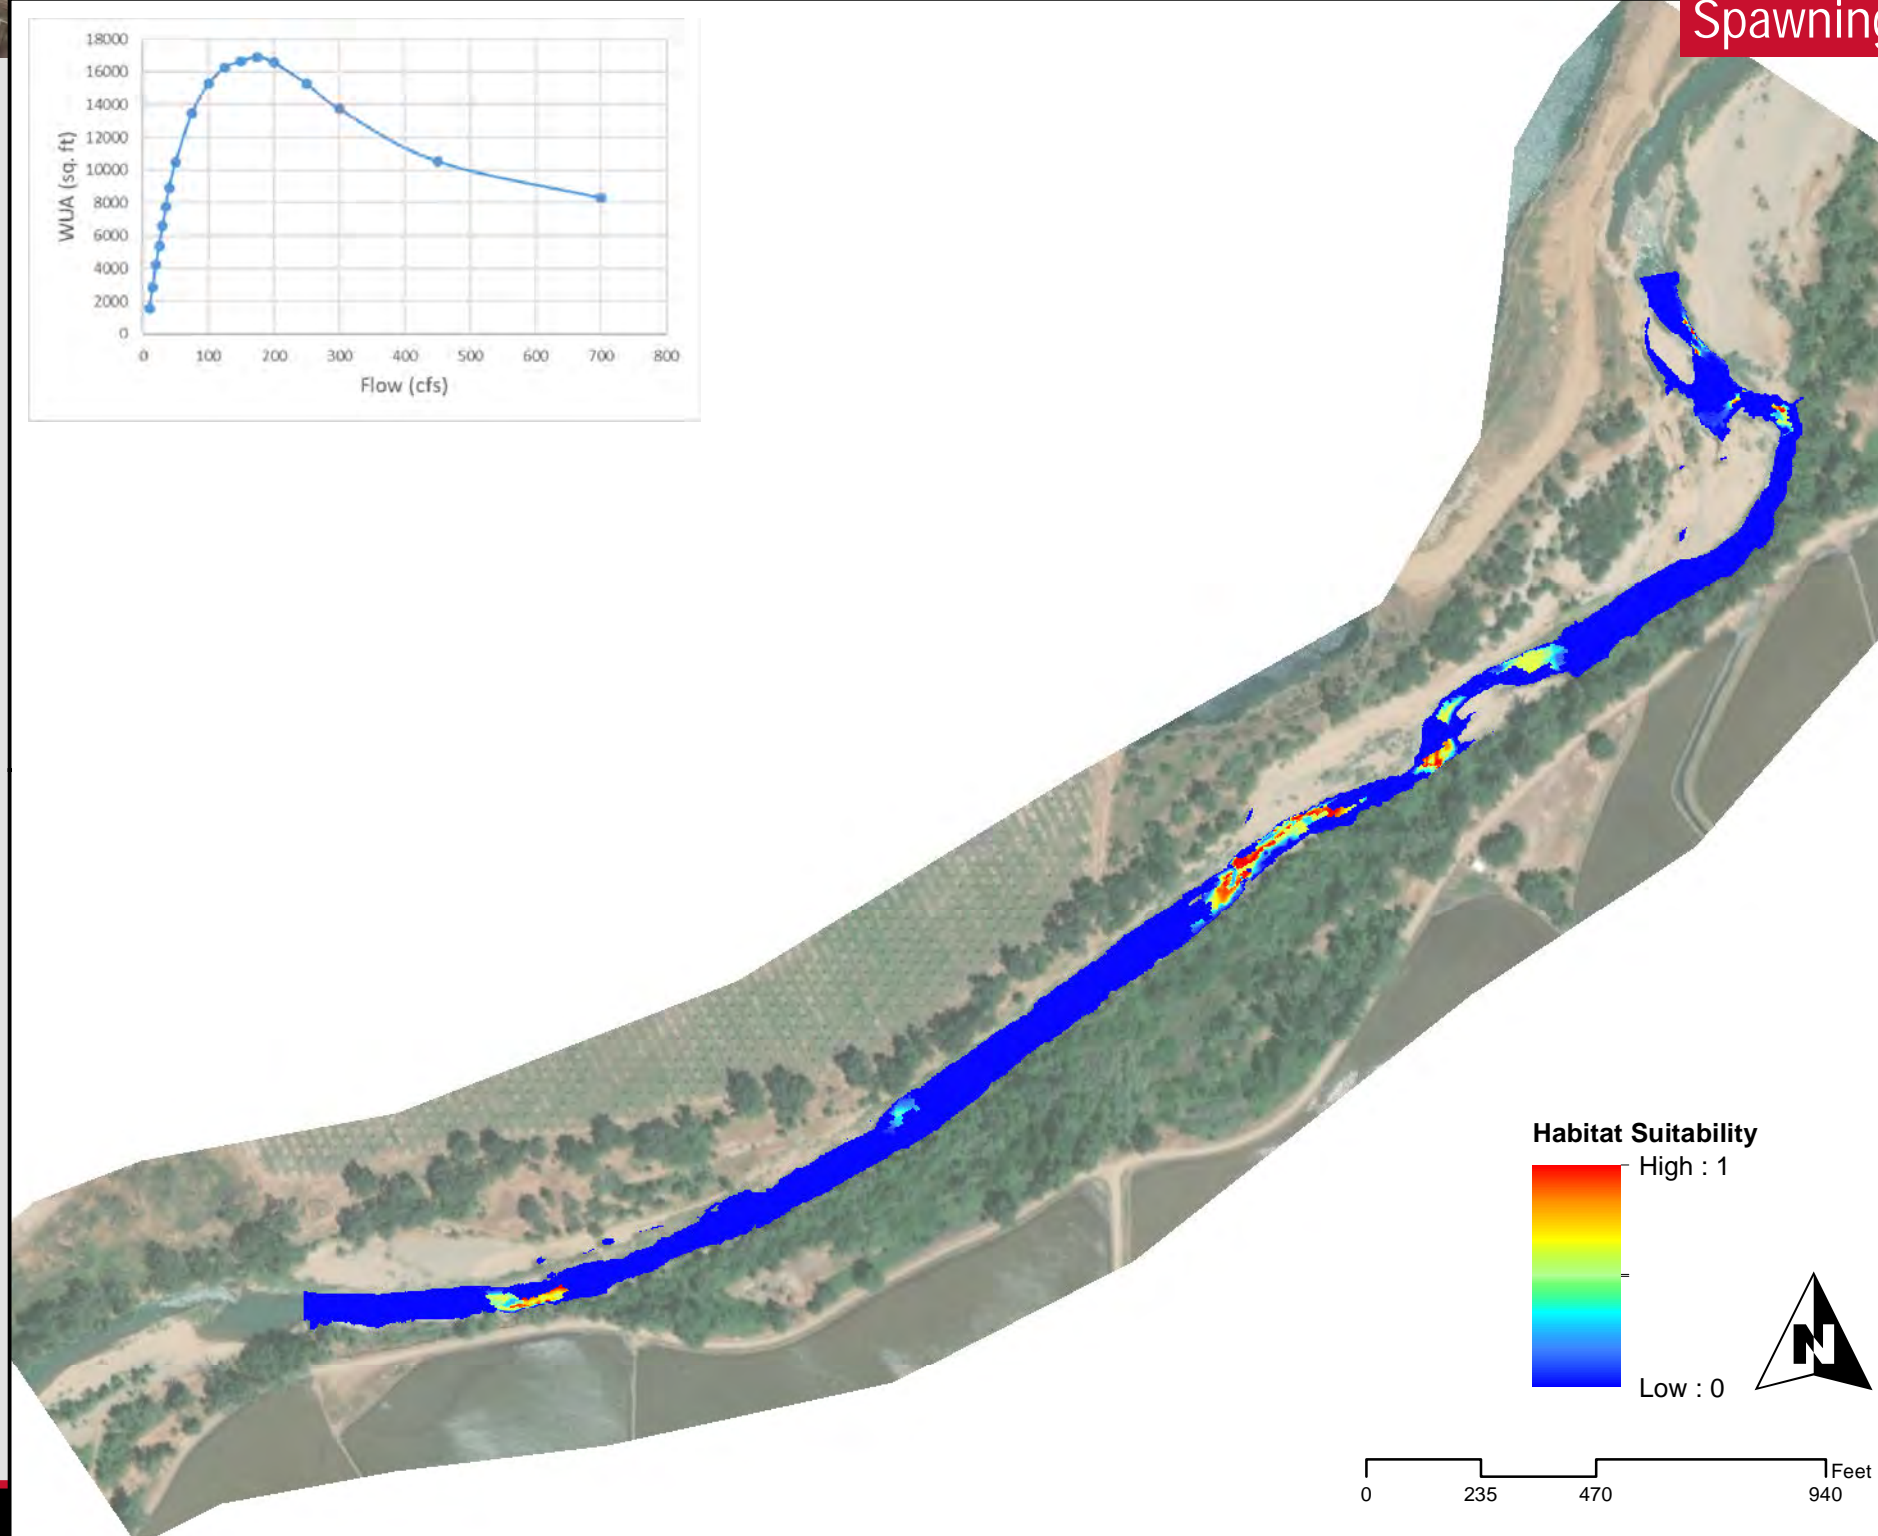 Spawning
18000
16000
14000
12000
10000
8000
6000
4000
2000
0
WUA (sq. ft)
0 100 200 300 400 500 600 700 800
Flow (cfs)
Habitat Suitability
High : 1
Low : 0
N
Feet
0 235 470 940